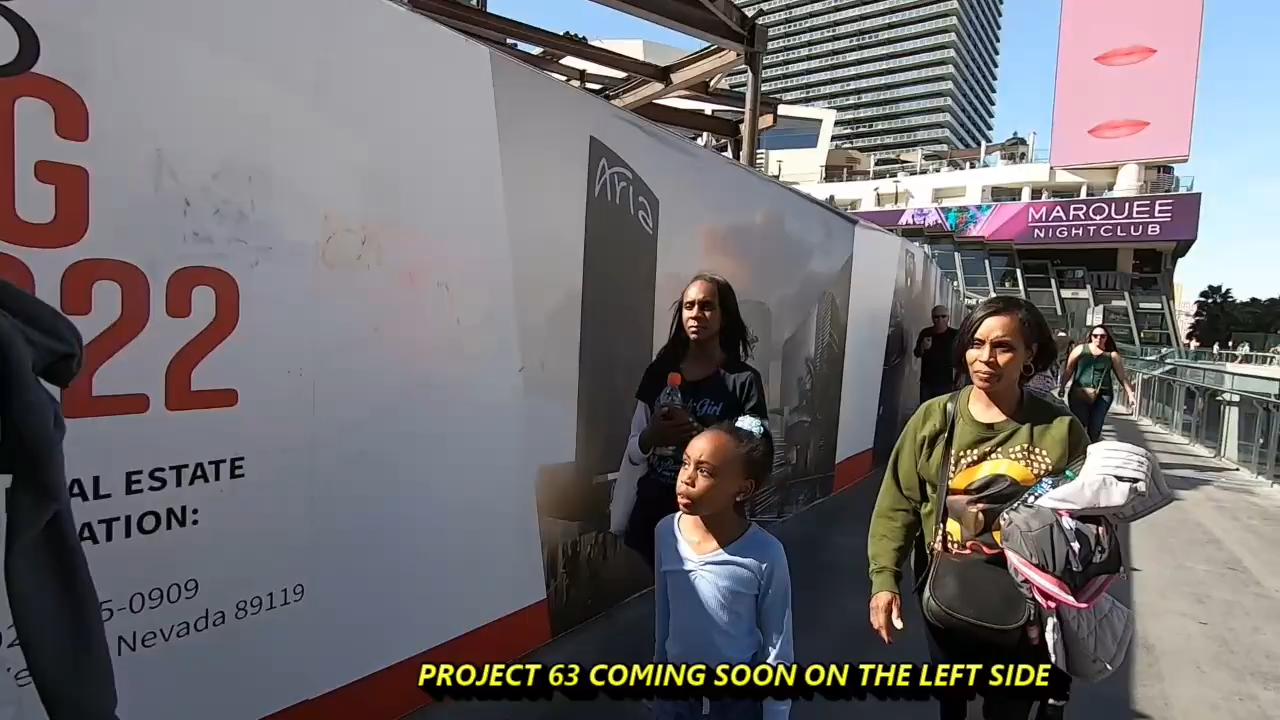 G
22
AL ESTATE
ATION:
5-0909
Nevada 89119
Aria
MARQUEE
NIGHTCLUB
Girl
PROJECT 63 COMING SOON ON THE LEFT SIDE